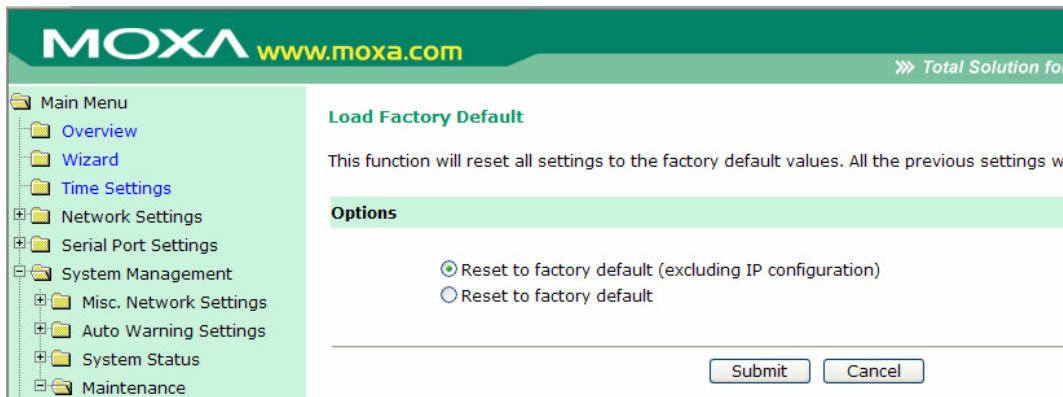 MOXA www.moxa.com
Total Solution fo
Main Menu
Overview
Wizard
Time Settings
Network Settings
Serial Port Settings
System Management
Misc. Network Settings
Auto Warning Settings
System Status
Maintenance
Load Factory Default
This function will reset all settings to the factory default values. All the previous settings w
Options
Reset to factory default (excluding IP configuration)
Reset to factory default
Submit Cancel